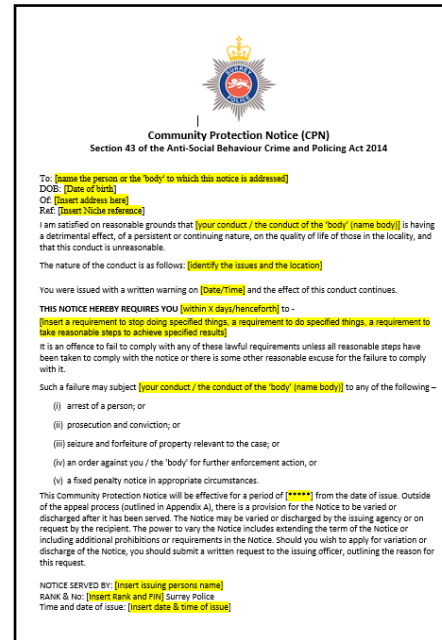 SURREY
POLICE
Community Protection Notice (CPN)
Section 43 of the Anti-Social Behaviour Crime and Policing Act 2014
To: [name the person or the 'body' to which this notice is addressed]
DOB: [Date of birth]
Of: [Insert address here]
Ref: [Insert Niche reference]
I am satisfied on reasonable grounds that [your conduct / the conduct of the 'body' (name body)] is having
a detrimental effect, of a persistent or continuing nature, on the quality of life of those in the locality, and
that this conduct is unreasonable.
The nature of the conduct is as follows: [identify the issues and the location]
You were issued with a written warning on [Date/Time] and the effect of this conduct continues.
THIS NOTICE HEREBY REQUIRES YOU [within X days/henceforth] to -
[Insert a requirement to stop doing specified things, a requirement to do specified things, a requirement to
take reasonable steps to achieve specified results]
It is an offence to fail to comply with any of these lawful requirements unless all reasonable steps have
been taken to comply with the notice or there is some other reasonable excuse for the failure to comply
with it.
Such a failure may subject [your conduct / the conduct of the 'body' (name body)] to any of the following –
(i) arrest of a person; or
(ii) prosecution and conviction; or
(iii) seizure and forfeiture of property relevant to the case; or
(iv) an order against you / the 'body' for further enforcement action, or
(v) a fixed penalty notice in appropriate circumstances.
This Community Protection Notice will be effective for a period of [*****] from the date of issue. Outside
of the appeal process (outlined in Appendix A), there is a provision for the Notice to be varied or
discharged after it has been served. The Notice may be varied or discharged by the issuing agency or on
request by the recipient. The power to vary the Notice includes extending the term of the Notice or
including additional prohibitions or requirements in the Notice. Should you wish to apply for variation or
discharge of the Notice, you should submit a written request to the issuing officer, outlining the reason for
this request.
NOTICE SERVED BY: [Insert issuing persons name]
RANK & No: [Insert Rank and FIN] Surrey Police
Time and date of issue: [Insert date & time of issue]